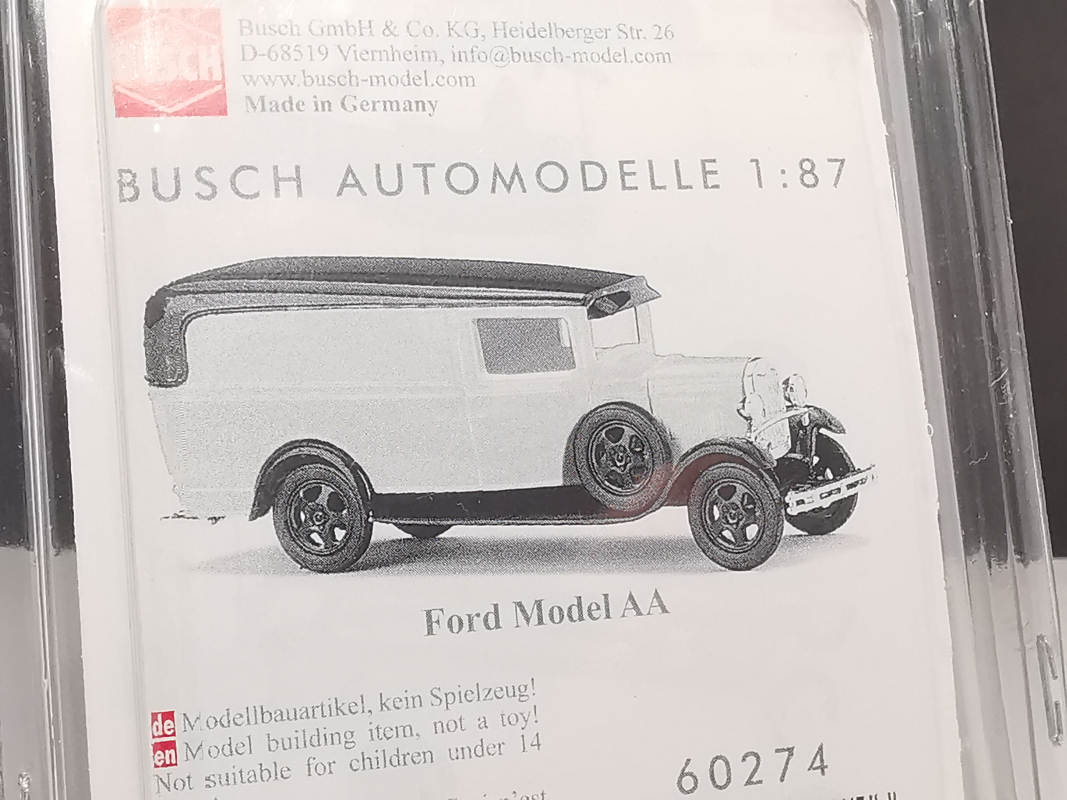 BUSCH
Busch GmbH & Co. KG, Heidelberger Str. 26
D-68519 Viernheim, info@busch-model.com
www.busch-model.com
Made in Germany
BUSCH AUTOMODELLE 1:87
Ford Model AA
de Modellbauartikel, kein Spielzeug!
en Model building item, not a toy!
Not suitable for children under 14
60274